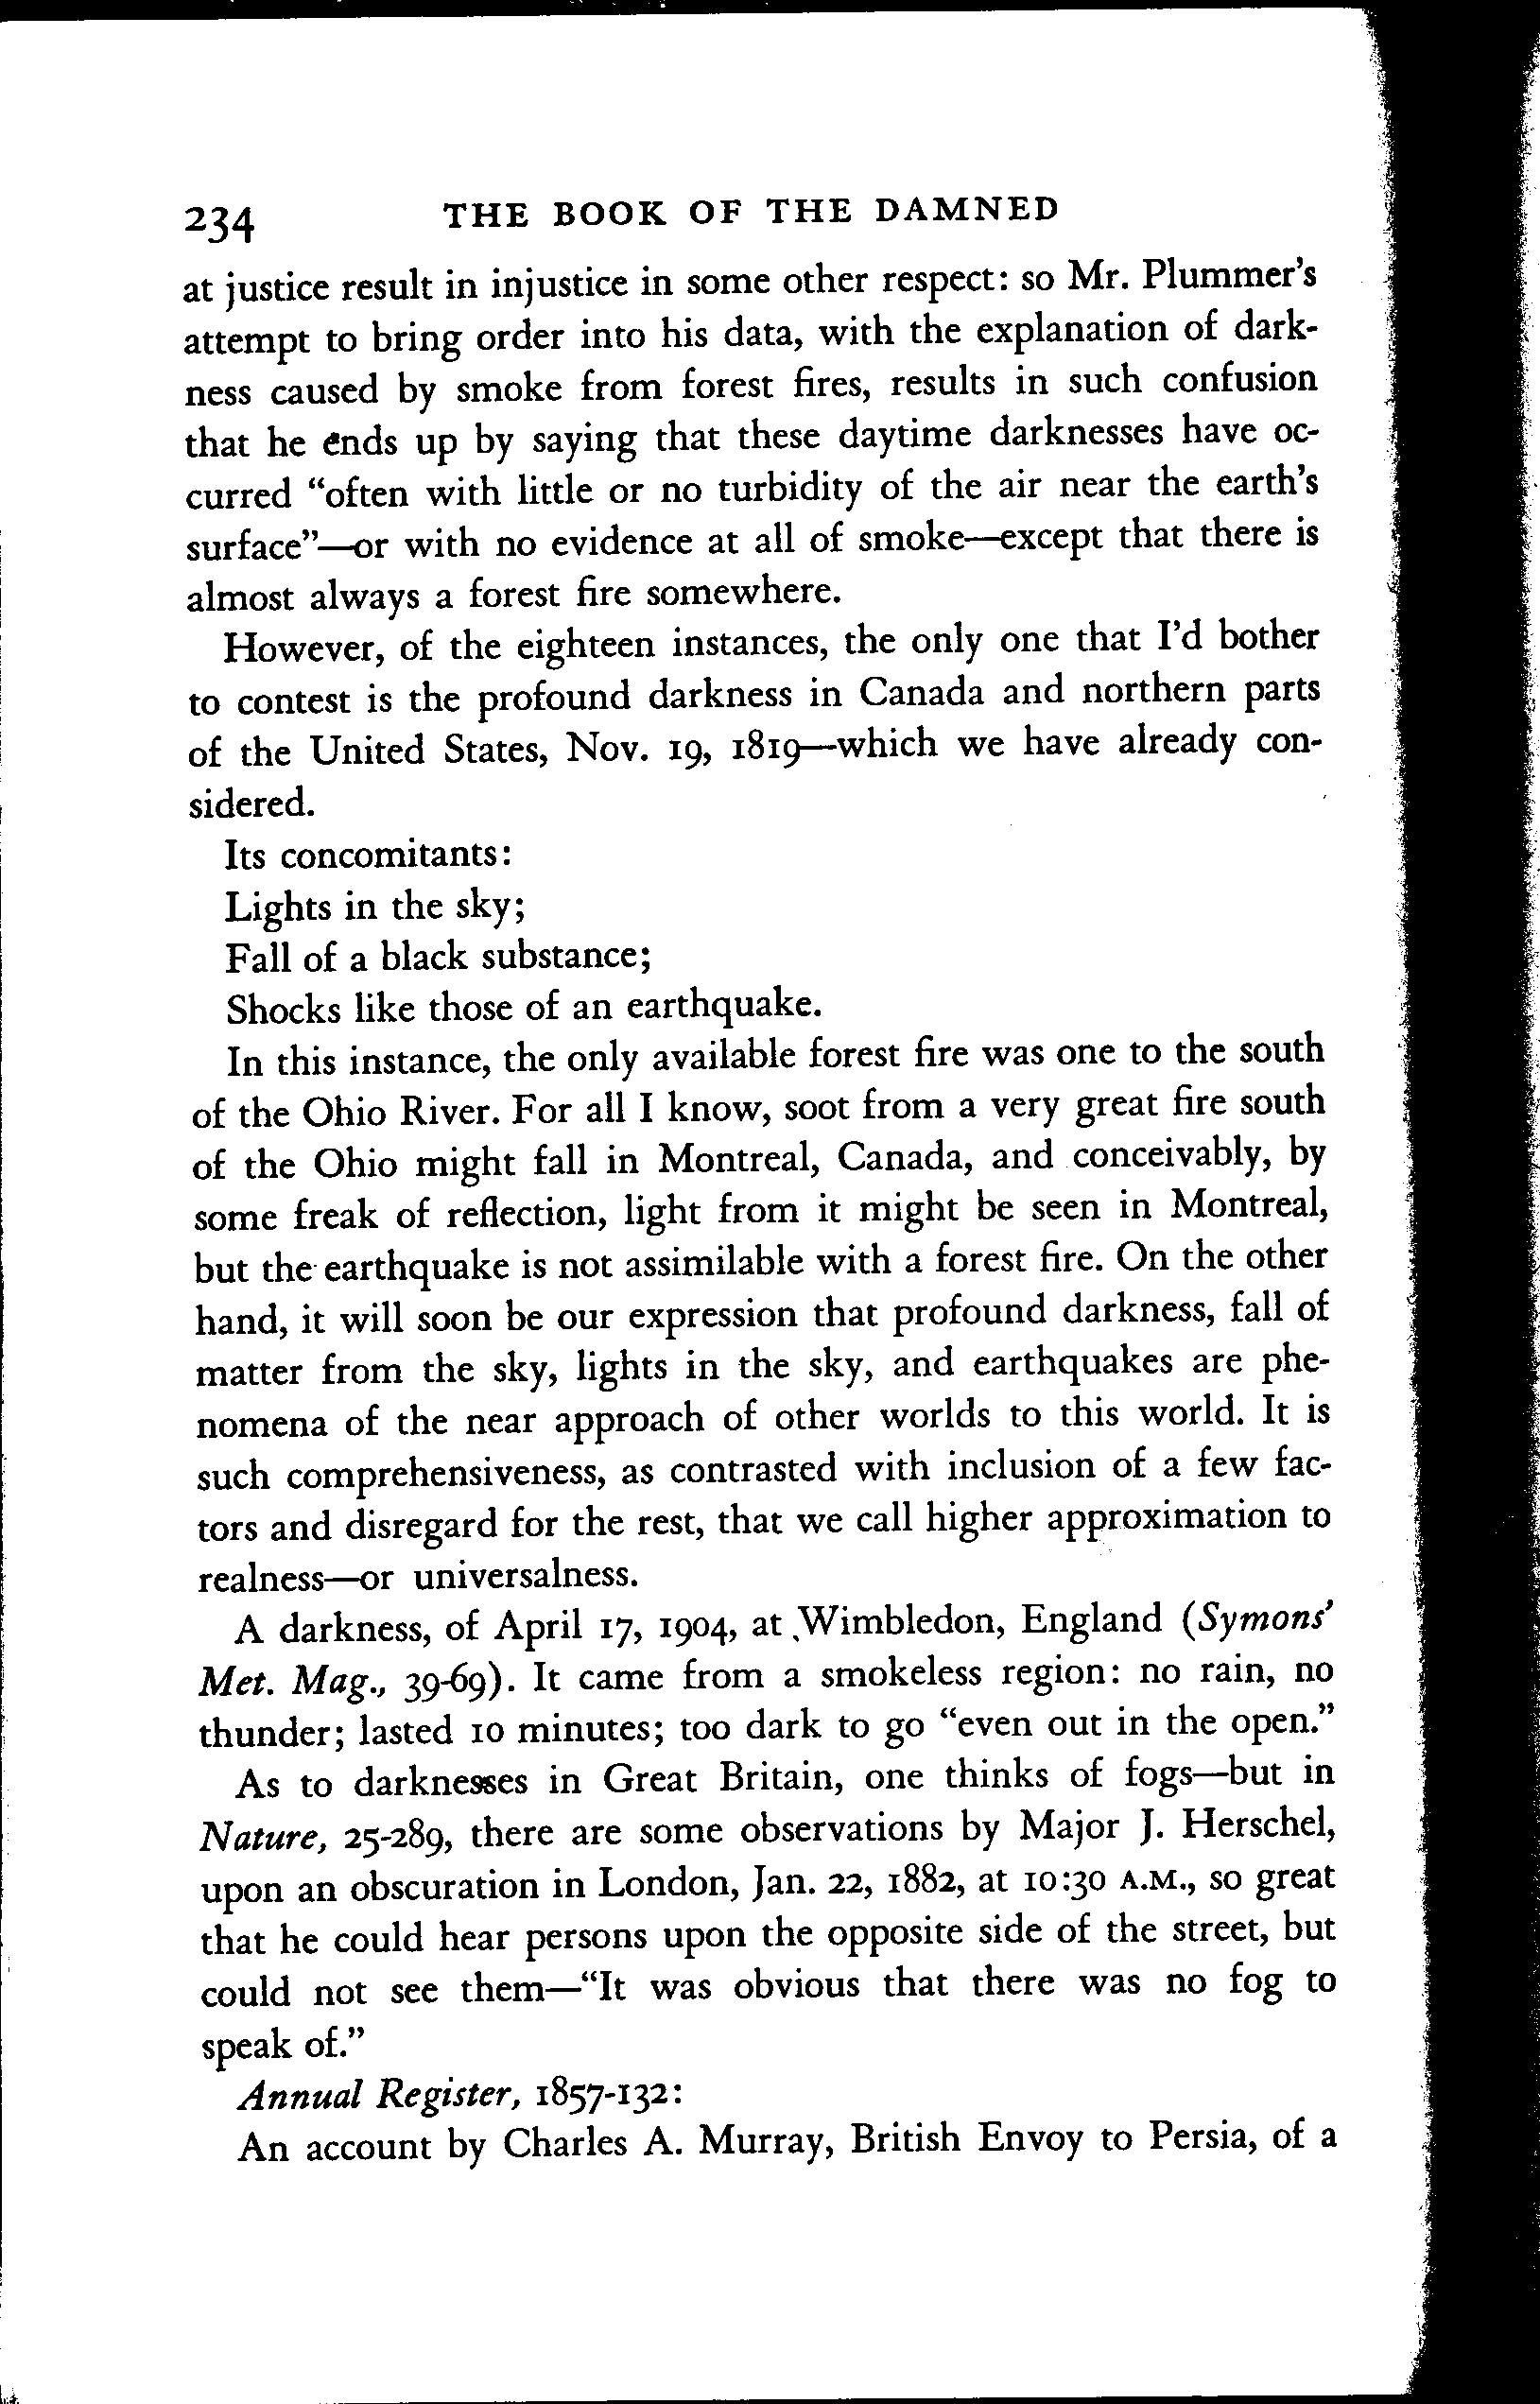 234 THE BOOK OF THE DAMNED
at justice result in injustice in some other respect: so Mr. Plummer's
attempt to bring order into his data, with the explanation of dark-
ness caused by smoke from forest fires, results in such confusion
that he ends up by saying that these daytime darknesses have oc-
curred "often with little or no turbidity of the air near the earth's
surface"—or with no evidence at all of smoke—except that there is
almost always a forest fire somewhere.
However, of the eighteen instances, the only one that I'd bother
to contest is the profound darkness in Canada and northern parts
of the United States, Nov. 19, 1819—which we have already con-
sidered.
Its concomitants:
Lights in the sky;
Fall of a black substance;
Shocks like those of an earthquake.
In this instance, the only available forest fire was one to the south
of the Ohio River. For all I know, soot from a very great fire south
of the Ohio might fall in Montreal, Canada, and conceivably, by
some freak of reflection, light from it might be seen in Montreal,
but the earthquake is not assimilable with a forest fire. On the other
hand, it will soon be our expression that profound darkness, fall of
matter from the sky, lights in the sky, and earthquakes are phe-
nomena of the near approach of other worlds to this world. It is
such comprehensiveness, as contrasted with inclusion of a few fac-
tors and disregard for the rest, that we call higher approximation to
realness—or universalness.
A darkness, of April 17, 1904, at Wimbledon, England (Symons'
Met. Mag., 39-69). It came from a smokeless region: no rain, no
thunder; lasted 10 minutes; too dark to go "even out in the open."
As to darknesses in Great Britain, one thinks of fogs—but in
Nature, 25-289, there are some observations by Major J. Herschel,
upon an obscuration in London, Jan. 22, 1882, at 10:30 A.M., so great
that he could hear persons upon the opposite side of the street, but
could not see them—"It was obvious that there was no fog to
speak of."
Annual Register, 1857-132:
An account by Charles A. Murray, British Envoy to Persia, of a